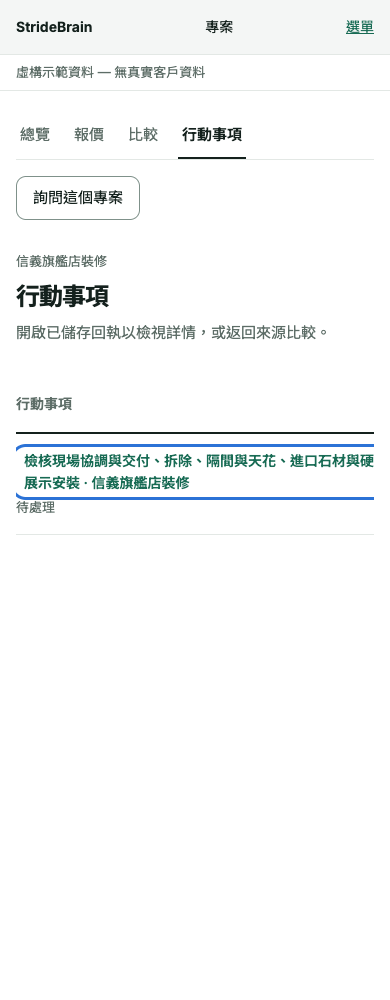 StrideBrain
專案
選單
虛構示範資料 — 無真實客戶資料
總覽
報價
比較
行動事項
詢問這個專案
信義旗艦店裝修
行動事項
開啟已儲存回執以檢視詳情，或返回來源比較。
行動事項
檢核現場協調與交付、拆除、隔間與天花、進口石材與硬
展示安裝 · 信義旗艦店裝修
待處理